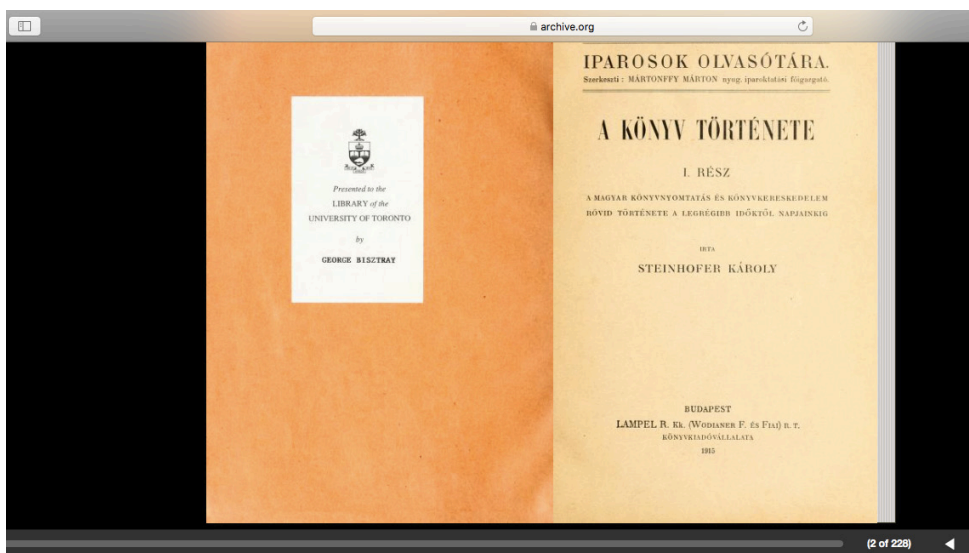 archive.org
Presented to the
LIBRARY of the
UNIVERSITY OF TORONTO
by
GEORGE BISZTRAY
IPAROSOK OLVASÓTÁRA.
Szerkeszti: MÁRTONFFY MÁRTON nyug. iparoktatási főigazgató.
A KÖNYV TÖRTÉNETE
I. RÉSZ
A MAGYAR KÖNYVNYOMTATÁS ÉS KÖNYVKERESKEDELEM
RÖVID TÖRTÉNETE A LEGRÉGIBB IDŐKTŐL NAPJAINKIG
IRTA
STEINHOFER KÁROLY
BUDAPEST
LAMPEL R. KK. (WODIANER F. ÉS FIAI) R. T.
KÖNYVKIADÓVÁLLALATA
1915
(2 of 228)